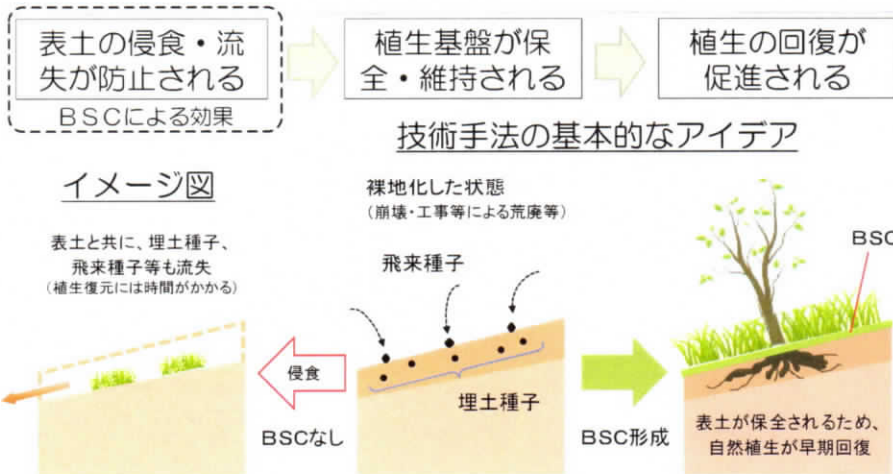 表土の侵食・流
失が防止される
BSCによる効果
植生基盤が保
全・維持される
植生の回復が
促進される
技術手法の基本的なアイデア
イメージ図
表土と共に、埋土種子、
飛来種子等も流失
(植生復元には時間がかかる)
裸地化した状態
(崩壊・工事等による荒廃等)
飛来種子
BSC
侵食
埋土種子
BSCなし
BSC形成
表土が保全されるため、
自然植生が早期回復